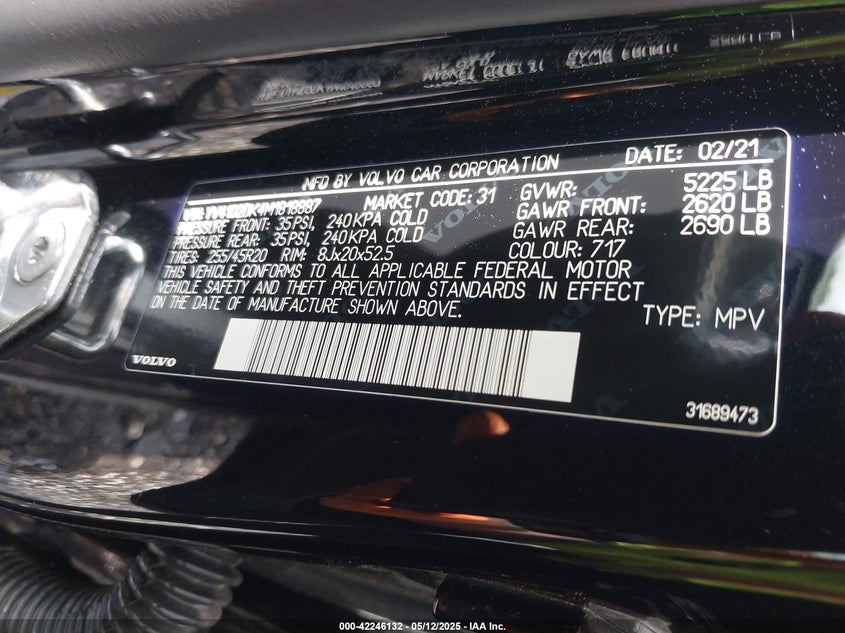 MFD BY VOLVO CAR CORPORATION DATE: 02/21
MARKET CODE: 31 GVWR: 5225 LB
PRESSURE FRONT: 35PSI, 240KPA COLD GAWR FRONT: 2620 LB
PRESSURE REAR: 35PSI, 240KPA COLD GAWR REAR: 2690 LB
TIRES: 255/45R20 RIM: 8Jx20x52.5 COLOUR: 717
THIS VEHICLE CONFORMS TO ALL APPLICABLE FEDERAL MOTOR
VEHICLE SAFETY AND THEFT PREVENTION STANDARDS IN EFFECT
ON THE DATE OF MANUFACTURE SHOWN ABOVE.
TYPE: MPV
VOLVO
31689473
000-42246132 - 05/12/2025 - IAA Inc.